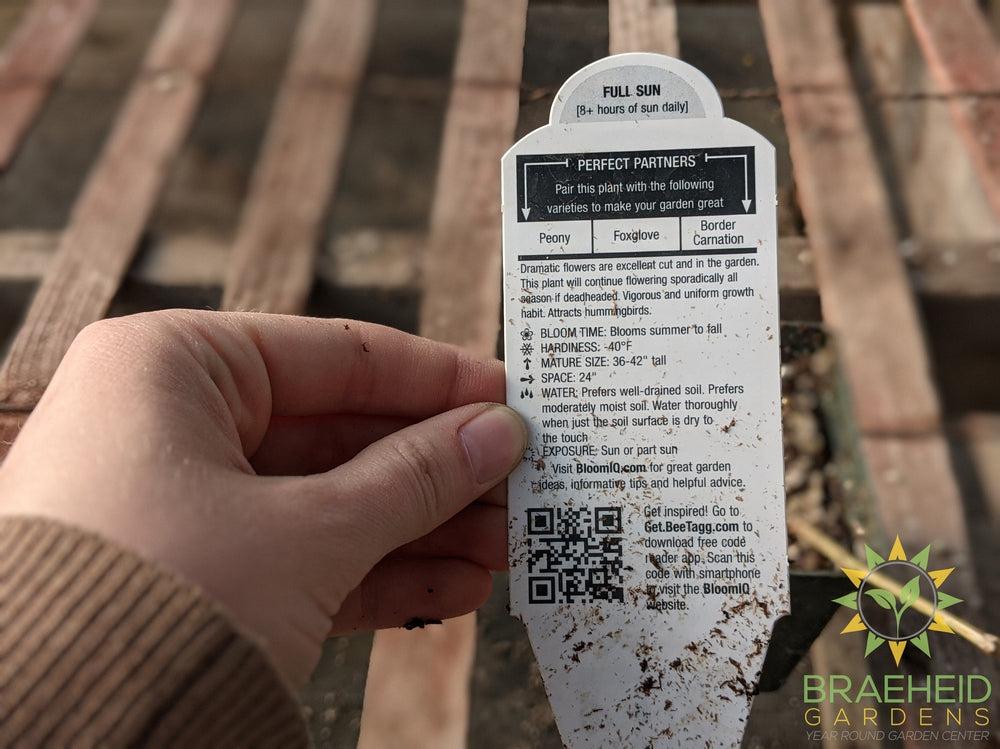 FULL SUN
[8+ hours of sun daily]
PERFECT PARTNERS
Pair this plant with the following
varieties to make your garden great
Peony
Foxglove
Border
Carnation
Dramatic flowers are excellent cut and in the garden.
This plant will continue flowering sporadically all
season if deadheaded. Vigorous and uniform growth
habit. Attracts hummingbirds.
BLOOM TIME: Blooms summer to fall
HARDINESS: -40°F
MATURE SIZE: 36-42" tall
SPACE: 24"
WATER: Prefers well-drained soil. Prefers
moderately moist soil. Water thoroughly
when just the soil surface is dry to
the touch
EXPOSURE: Sun or part sun
Visit BloomIQ.com for great garden
ideas, informative tips and helpful advice.
Get inspired! Go to
Get.BeeTagg.com to
download free code
reader app. Scan this
code with smartphone
to visit the BloomIQ
website.
BRAEHEID
GARDENS
YEAR ROUND GARDEN CENTER